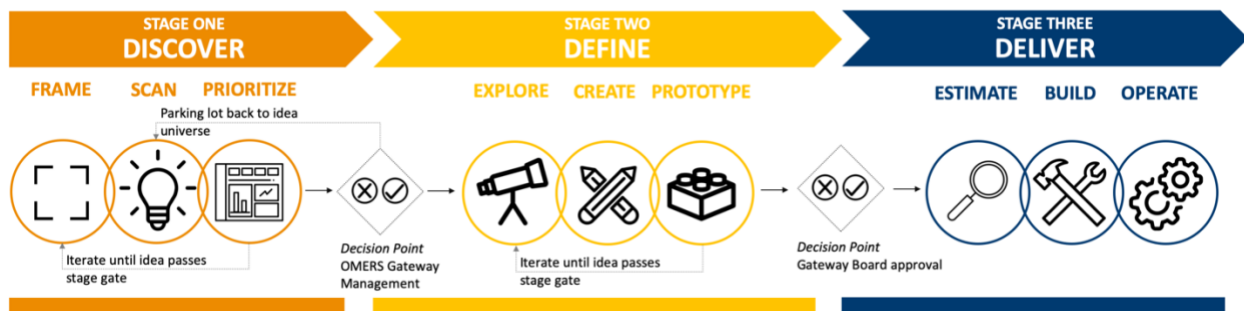 STAGE ONE
DISCOVER
STAGE TWO
DEFINE
STAGE THREE
DELIVER
FRAME
SCAN
PRIORITIZE
EXPLORE
CREATE
PROTOTYPE
ESTIMATE
BUILD
OPERATE
Parking lot back to idea
universe
Iterate until idea passes
stage gate
Decision Point
OMERS Gateway
Management
Iterate until idea passes
stage gate
Decision Point
Gateway Board approval